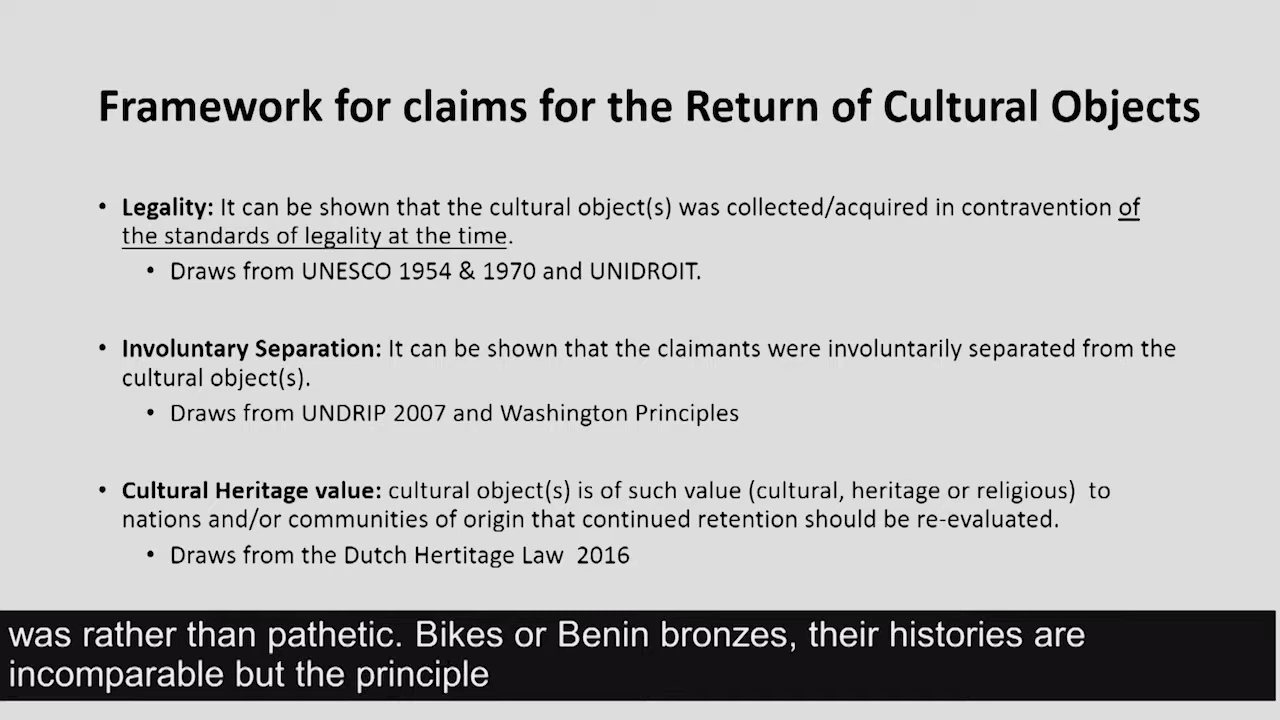 Framework for claims for the Return of Cultural Objects
• Legality: It can be shown that the cultural object(s) was collected/acquired in contravention of
the standards of legality at the time.
• Draws from UNESCO 1954 & 1970 and UNIDROIT.
• Involuntary Separation: It can be shown that the claimants were involuntarily separated from the
cultural object(s).
• Draws from UNDRIP 2007 and Washington Principles
• Cultural Heritage value: cultural object(s) is of such value (cultural, heritage or religious) to
nations and/or communities of origin that continued retention should be re-evaluated.
• Draws from the Dutch Hertitage Law 2016
was rather than pathetic. Bikes or Benin bronzes, their histories are
incomparable but the principle